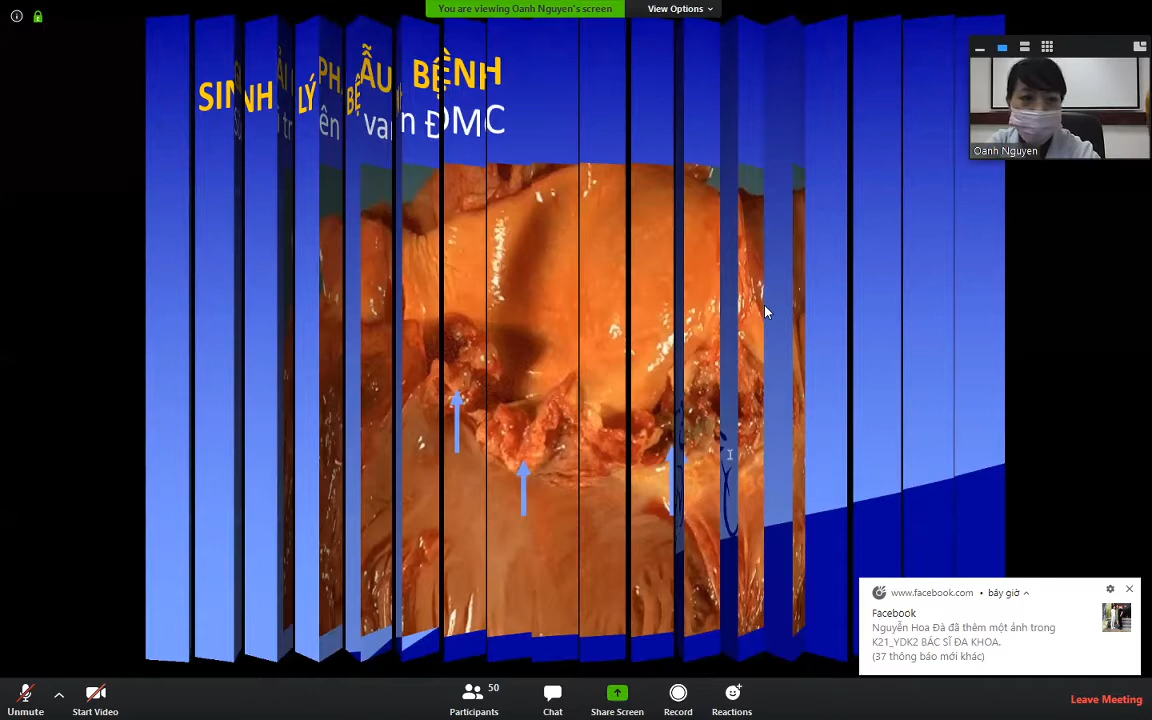 You are viewing Oanh Nguyen's screen
View Options
SINH LÝ
BỆNH
van ĐMC
Oanh Nguyen
www.facebook.com • bây giờ
Facebook
Nguyễn Hoa Đà đã thêm một ảnh trong
K21_YDK2 BÁC SĨ ĐA KHOA.
(37 thông báo mới khác)
Unmute
Start Video
Participants
50
Chat
Share Screen
Record
Reactions
Leave Meeting